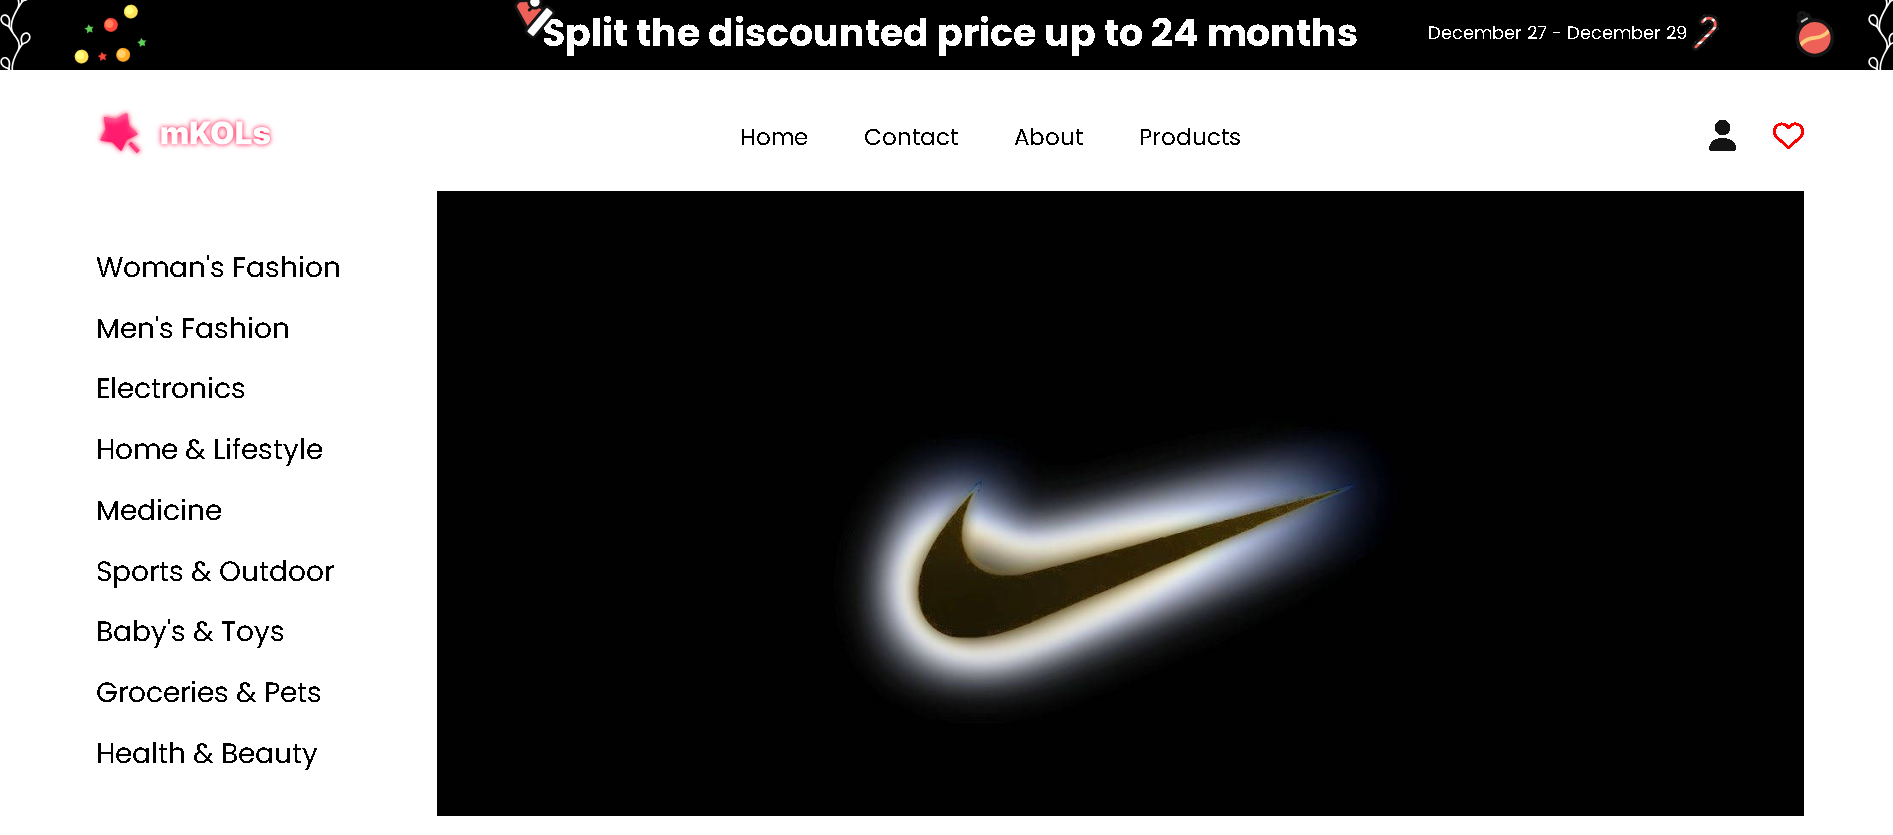 Split the discounted price up to 24 months
December 27 - December 29
mKOLs
Home
Contact
About
Products
Woman's Fashion
Men's Fashion
Electronics
Home & Lifestyle
Medicine
Sports & Outdoor
Baby's & Toys
Groceries & Pets
Health & Beauty